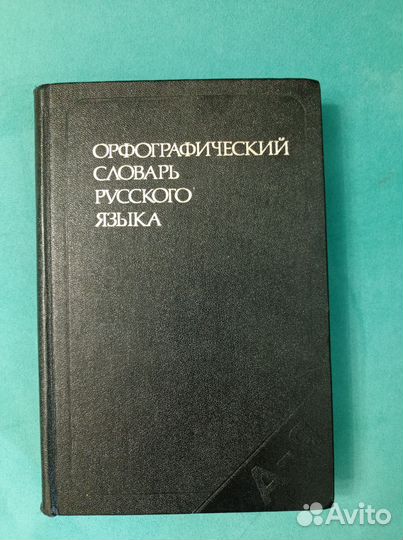 ОРФОГРАФИЧЕСКИЙ
СЛОВАРЬ
РУССКОГО
ЯЗЫКА
А-Я
Avito